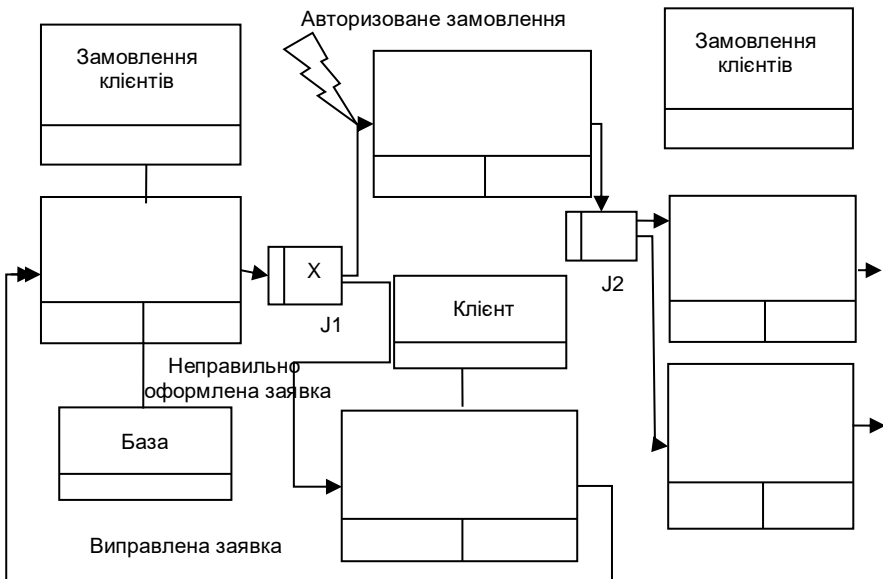 Авторизоване замовлення
Замовлення
клієнтів
Замовлення
клієнтів
X
J1
J2
Клієнт
Неправильно
оформлена заявка
База
Виправлена заявка